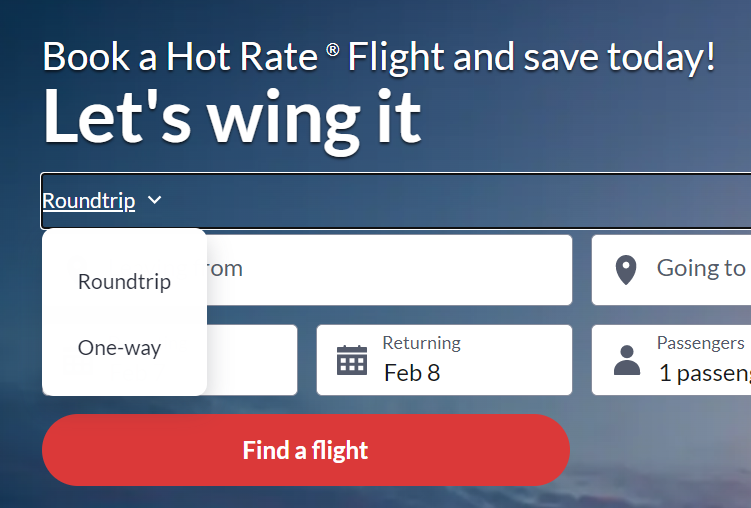 Book a Hot Rate ® Flight and save today!
Let's wing it
Roundtrip
Roundtrip
One-way
Going to
Returning
Feb 8
Passengers
1
Find a flight